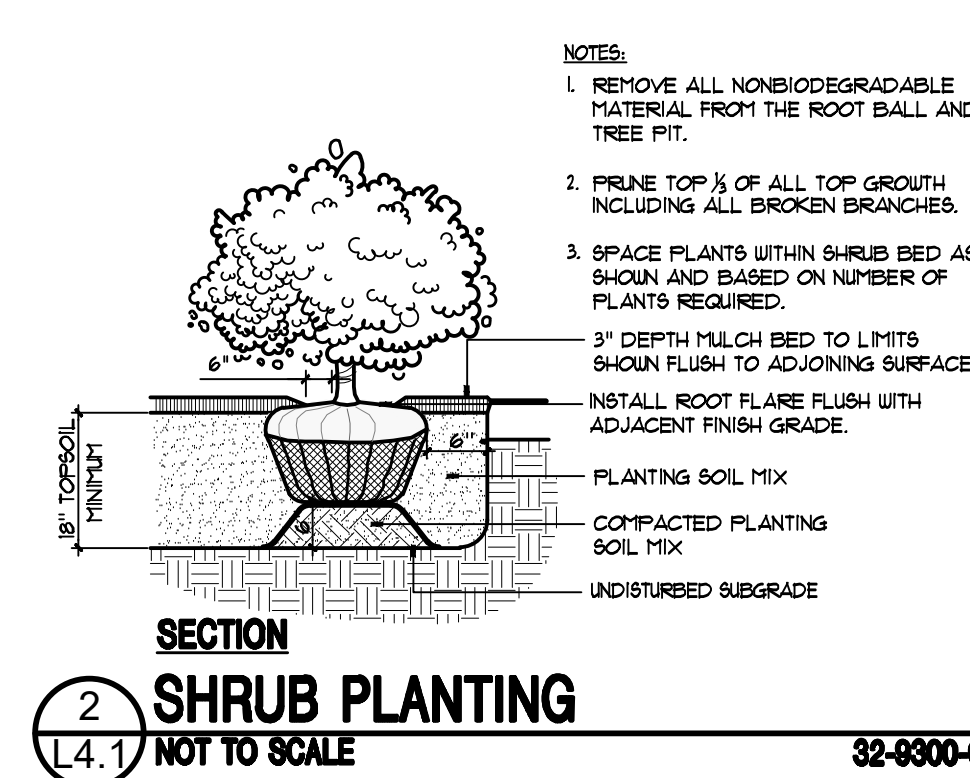 NOTES:
1. REMOVE ALL NONBIODEGRADABLE
MATERIAL FROM THE ROOT BALL AND
TREE PIT.
2. PRUNE TOP ⅓ OF ALL TOP GROWTH
INCLUDING ALL BROKEN BRANCHES.
3. SPACE PLANTS WITHIN SHRUB BED AS
SHOWN AND BASED ON NUMBER OF
PLANTS REQUIRED.
3" DEPTH MULCH BED TO LIMITS
SHOWN FLUSH TO ADJOINING SURFACE
6"
INSTALL ROOT FLARE FLUSH WITH
ADJACENT FINISH GRADE.
6"
18" TOPSOIL
MINIMUM
PLANTING SOIL MIX
6"
COMPACTED PLANTING
SOIL MIX
UNDISTURBED SUBGRADE
SECTION
2
SHRUB PLANTING
L4.1
NOT TO SCALE
32-9300-